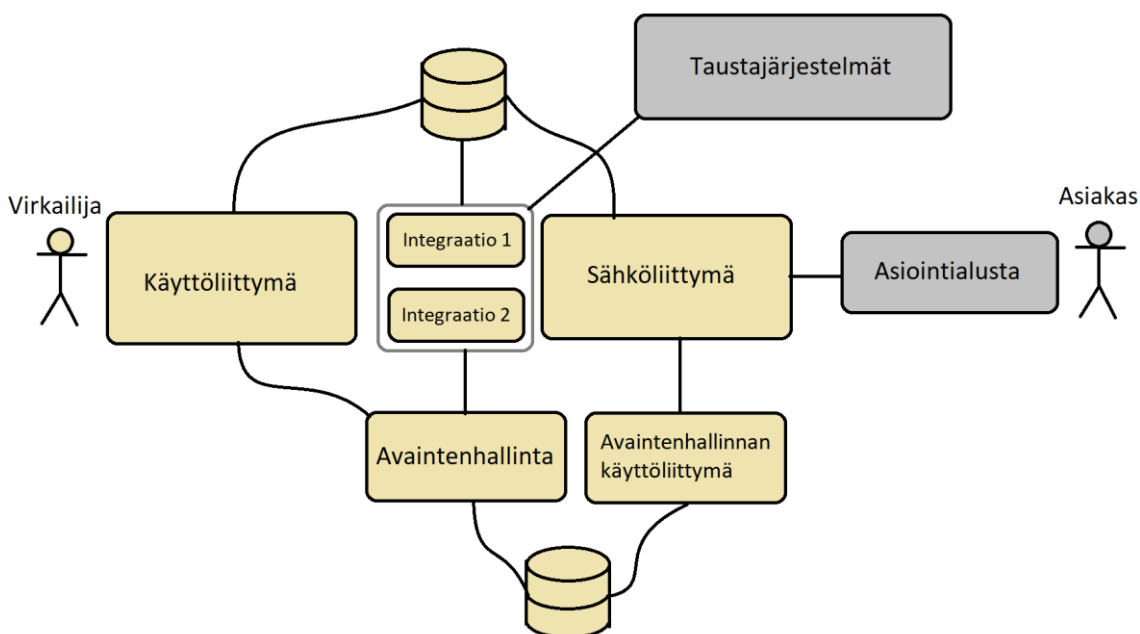 Taustajärjestelmät
Virkailija
Asiakas
Integraatio 1
Käyttöliittymä
Sähköliittymä
Asiointialusta
Integraatio 2
Avaintenhallinta
Avaintenhallinnan
käyttöliittymä